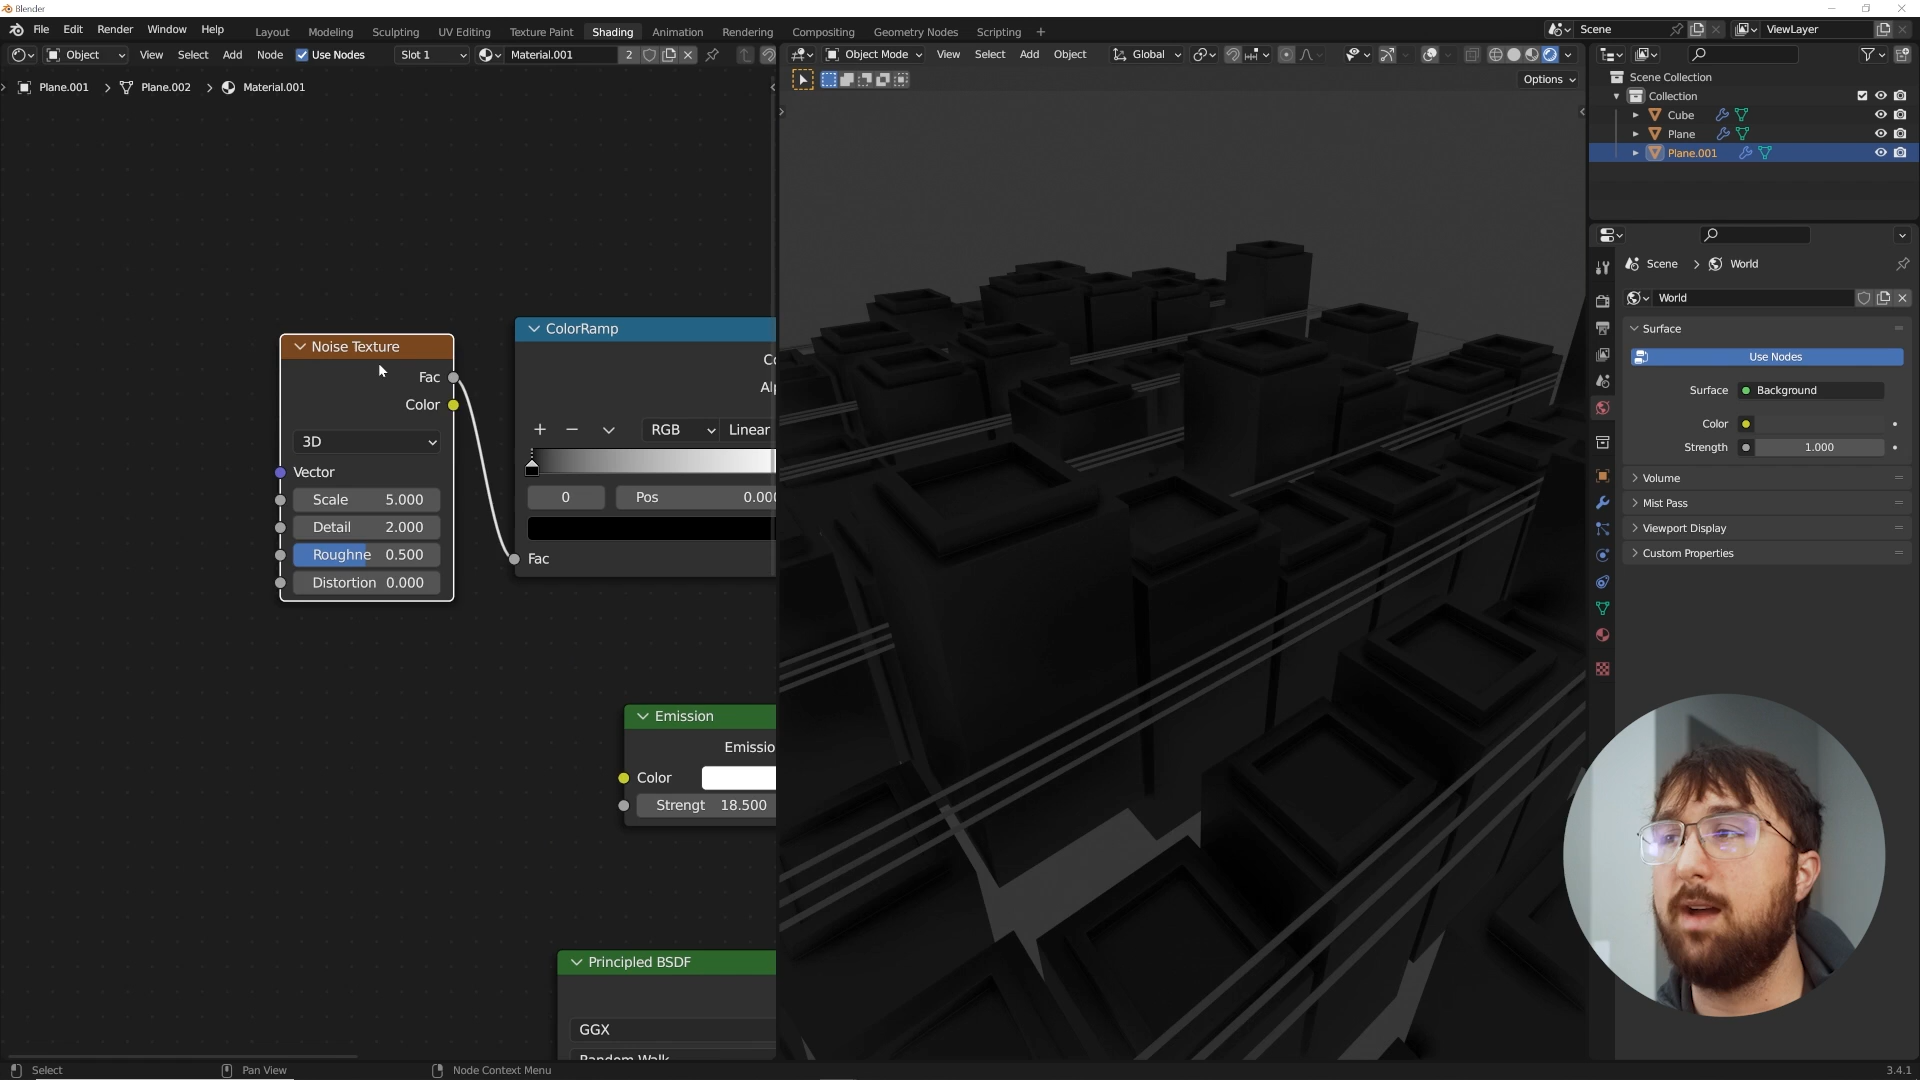 Blender
File Edit Render Window Help Layout Modeling Sculpting UV Editing Texture Paint Shading Animation Rendering Compositing Geometry Nodes Scripting + Scene ViewLayer
Object View Select Add Node Use Nodes Slot 1 Material.001 2 Object Mode View Select Add Object Global
Options
Plane.001 > Plane.002 > Material.001
Scene Collection
Collection
Cube
Plane
Plane.001
Scene > World
World
Surface
Use Nodes
Surface Background
Color
Strength 1.000
Volume
Mist Pass
Viewport Display
Custom Properties
Noise Texture
Fac
Color
3D
Vector
Scale 5.000
Detail 2.000
Roughne 0.500
Distortion 0.000
ColorRamp
Co
Alp
+ − RGB Linear
0 Pos 0.000
Fac
Emission
Emissio
Color
Strengt 18.500
Principled BSDF
GGX
Random Walk
Select Pan View Node Context Menu 3.4.1